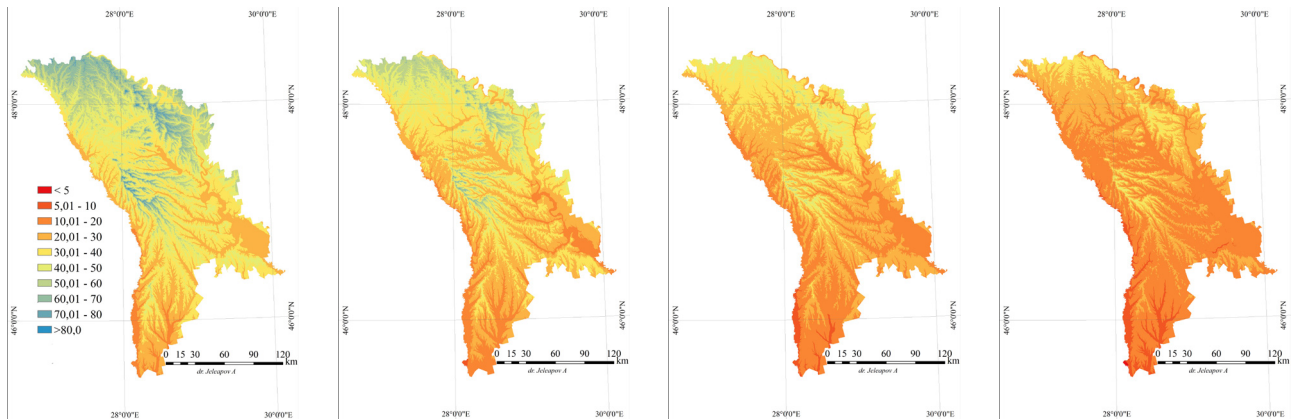 28°0'0"E 30°0'0"E
48°0'0"N
48°0'0"N
46°0'0"N
46°0'0"N
< 5
5,01 - 10
10,01 - 20
20,01 - 30
30,01 - 40
40,01 - 50
50,01 - 60
60,01 - 70
70,01 - 80
>80,0
0 15 30 60 90 120
km
dr. Jeleapov A
28°0'0"E 30°0'0"E
28°0'0"E 30°0'0"E
48°0'0"N
48°0'0"N
46°0'0"N
46°0'0"N
0 15 30 60 90 120
km
dr. Jeleapov A
28°0'0"E 30°0'0"E
28°0'0"E 30°0'0"E
48°0'0"N
48°0'0"N
46°0'0"N
46°0'0"N
0 15 30 60 90 120
km
dr. Jeleapov A
28°0'0"E 30°0'0"E
28°0'0"E 30°0'0"E
48°0'0"N
48°0'0"N
46°0'0"N
46°0'0"N
0 15 30 60 90 120
km
dr. Jeleapov A
28°0'0"E 30°0'0"E